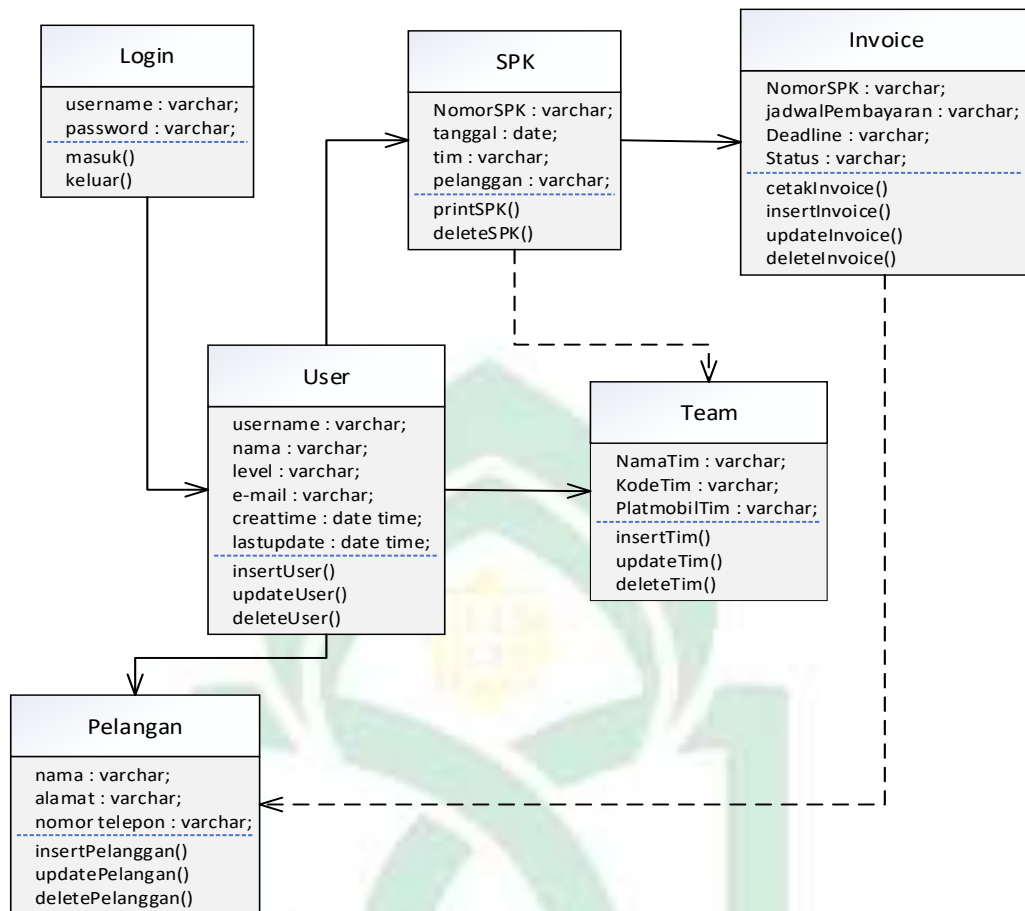 Login
username : varchar;
password : varchar;
masuk()
keluar()
SPK
NomorSPK : varchar;
tanggal : date;
tim : varchar;
pelanggan : varchar;
printSPK()
deleteSPK()
Invoice
NomorSPK : varchar;
jadwalPembayaran : varchar;
Deadline : varchar;
Status : varchar;
cetakInvoice()
insertInvoice()
updateInvoice()
deleteInvoice()
User
username : varchar;
nama : varchar;
level : varchar;
e-mail : varchar;
creattime : date time;
lastupdate : date time;
insertUser()
updateUser()
deleteUser()
Team
NamaTim : varchar;
KodeTim : varchar;
PlatmobilTim : varchar;
insertTim()
updateTim()
deleteTim()
Pelangan
nama : varchar;
alamat : varchar;
nomor telepon : varchar;
insertPelanggan()
updatePelangan()
deletePelanggan()